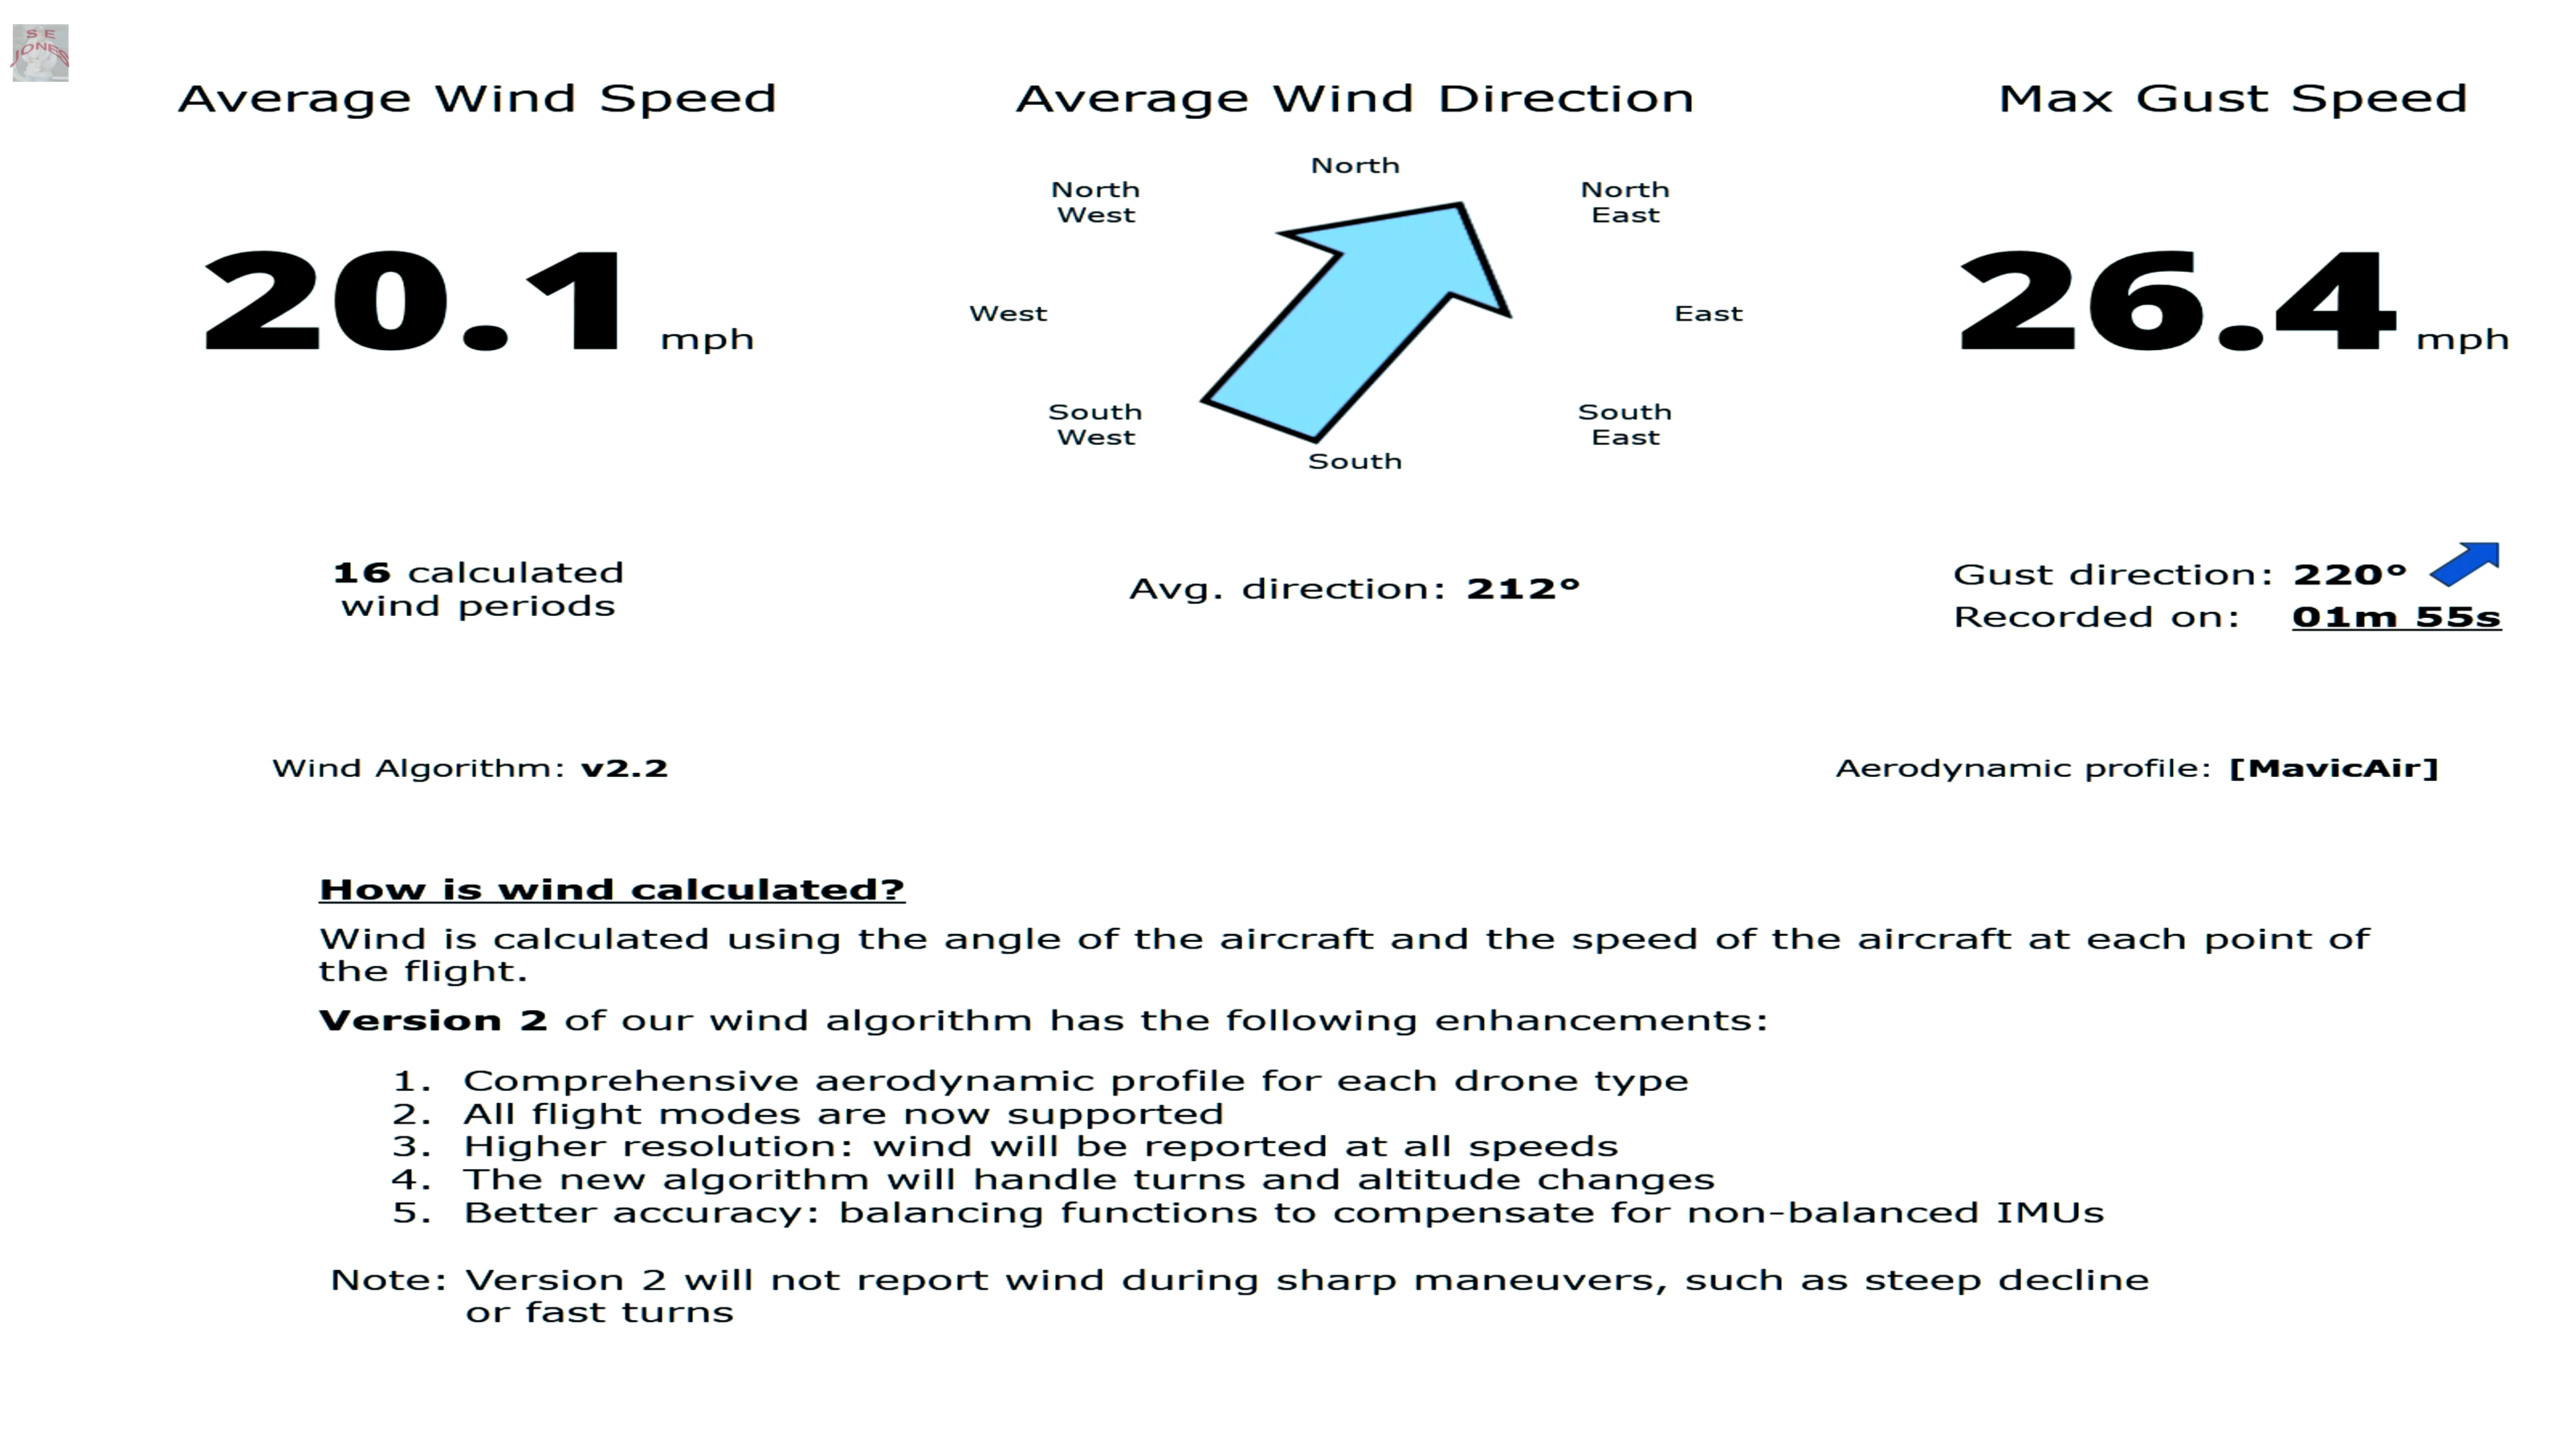 S E
JONES
Average Wind Speed
Average Wind Direction
Max Gust Speed
North
North
West
North
East
20.1 mph
West
East
26.4 mph
South
West
South
East
South
16 calculated
wind periods
Avg. direction: 212°
Gust direction: 220°
Recorded on: 01m 55s
Wind Algorithm: v2.2
Aerodynamic profile: [MavicAir]
How is wind calculated?
Wind is calculated using the angle of the aircraft and the speed of the aircraft at each point of
the flight.
Version 2 of our wind algorithm has the following enhancements:
1. Comprehensive aerodynamic profile for each drone type
2. All flight modes are now supported
3. Higher resolution: wind will be reported at all speeds
4. The new algorithm will handle turns and altitude changes
5. Better accuracy: balancing functions to compensate for non-balanced IMUs
Note: Version 2 will not report wind during sharp maneuvers, such as steep decline
or fast turns